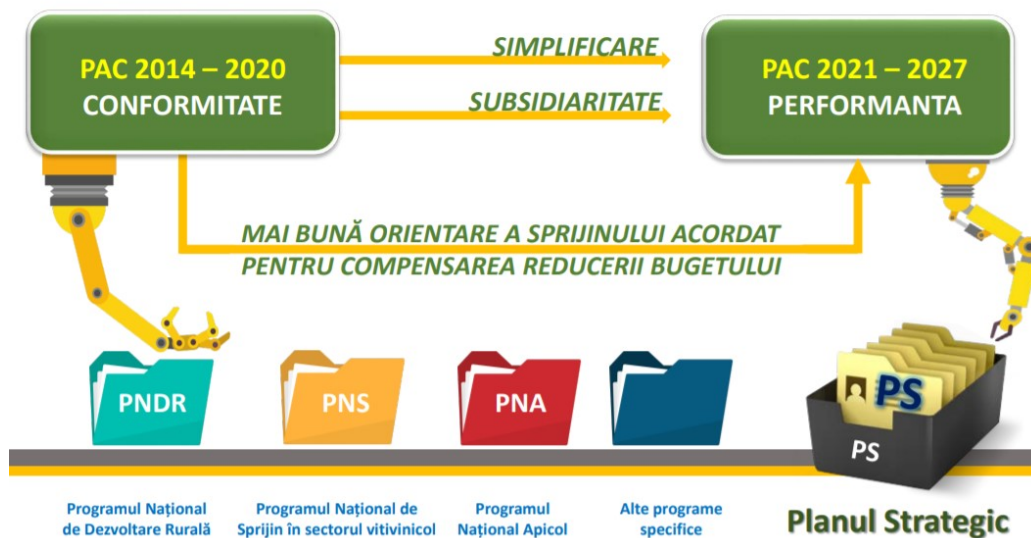 PAC 2014 – 2020
CONFORMITATE
SIMPLIFICARE
SUBSIDIARITATE
PAC 2021 – 2027
PERFORMANTA
MAI BUNĂ ORIENTARE A SPRIJINULUI ACORDAT
PENTRU COMPENSAREA REDUCERII BUGETULUI
PNDR
PNS
PNA
PS
PS
Programul Național
de Dezvoltare Rurală
Programul Național de
Sprijin în sectorul vitivinicol
Programul
Național Apicol
Alte programe
specifice
Planul Strategic